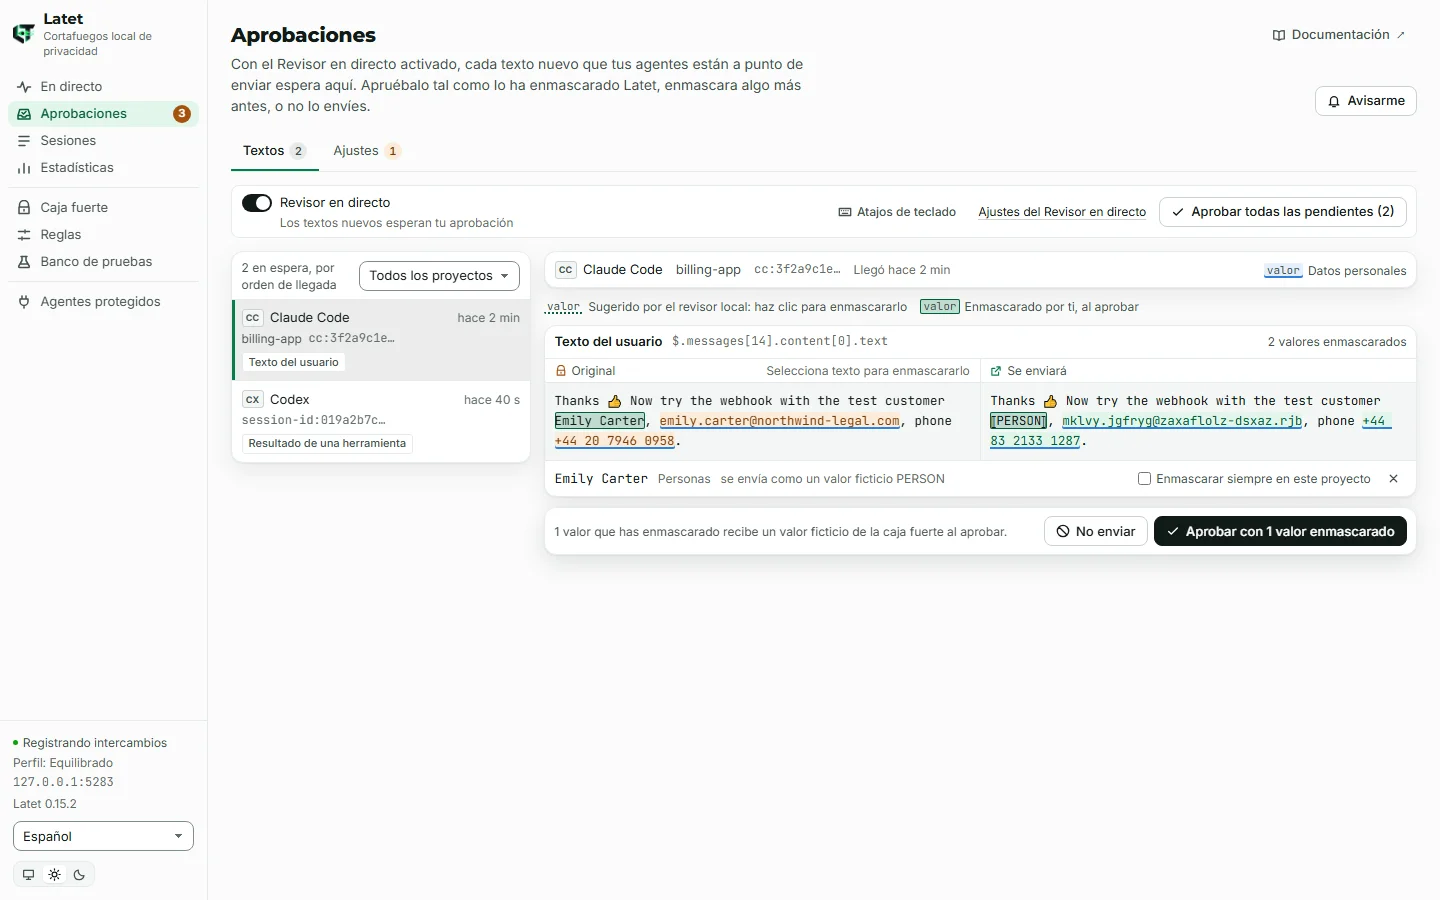 Latet
Cortafuegos local de
privacidad
En directo
Aprobaciones 3
Sesiones
Estadísticas
Caja fuerte
Reglas
Banco de pruebas
Agentes protegidos
Registrando intercambios
Perfil: Equilibrado
127.0.0.1:5283
Latet 0.15.2
Español
Aprobaciones
Documentación ↗
Con el Revisor en directo activado, cada texto nuevo que tus agentes están a punto de
enviar espera aquí. Apruébalo tal como lo ha enmascarado Latet, enmascara algo más
antes, o no lo envíes.
Avisarme
Textos 2 Ajustes 1
Revisor en directo
Los textos nuevos esperan tu aprobación
Atajos de teclado Ajustes del Revisor en directo Aprobar todas las pendientes (2)
2 en espera, por
orden de llegada
Todos los proyectos
CC Claude Code hace 2 min
billing-app cc:3f2a9c1e…
Texto del usuario
CX Codex hace 40 s
session-id:019a2b7c…
Resultado de una herramienta
CC Claude Code billing-app cc:3f2a9c1e… Llegó hace 2 min valor Datos personales
valor Sugerido por el revisor local: haz clic para enmascararlo valor Enmascarado por ti, al aprobar
Texto del usuario $.messages[14].content[0].text 2 valores enmascarados
Original Selecciona texto para enmascararlo
Thanks 👍 Now try the webhook with the test customer
Emily Carter, emily.carter@northwind-legal.com, phone
+44 20 7946 0958.
Se enviará
Thanks 👍 Now try the webhook with the test customer
[PERSON], mklvy.jgfryg@zaxaflolz-dsxaz.rjb, phone +44
83 2133 1287.
Emily Carter Personas se envía como un valor ficticio PERSON Enmascarar siempre en este proyecto
1 valor que has enmascarado recibe un valor ficticio de la caja fuerte al aprobar. No enviar Aprobar con 1 valor enmascarado